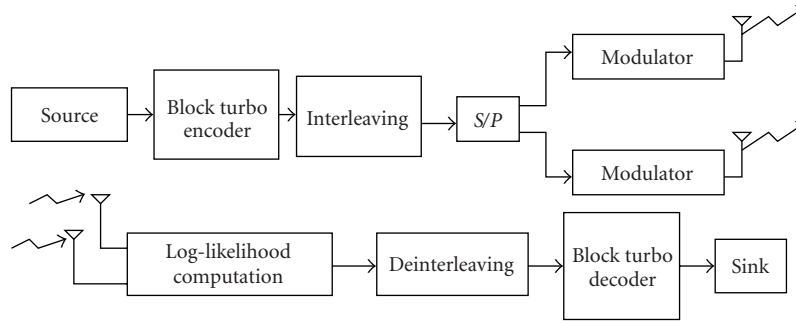 Source
Block turbo
encoder
Interleaving
S/P
Modulator
Modulator
Log-likelihood
computation
Deinterleaving
Block turbo
decoder
Sink